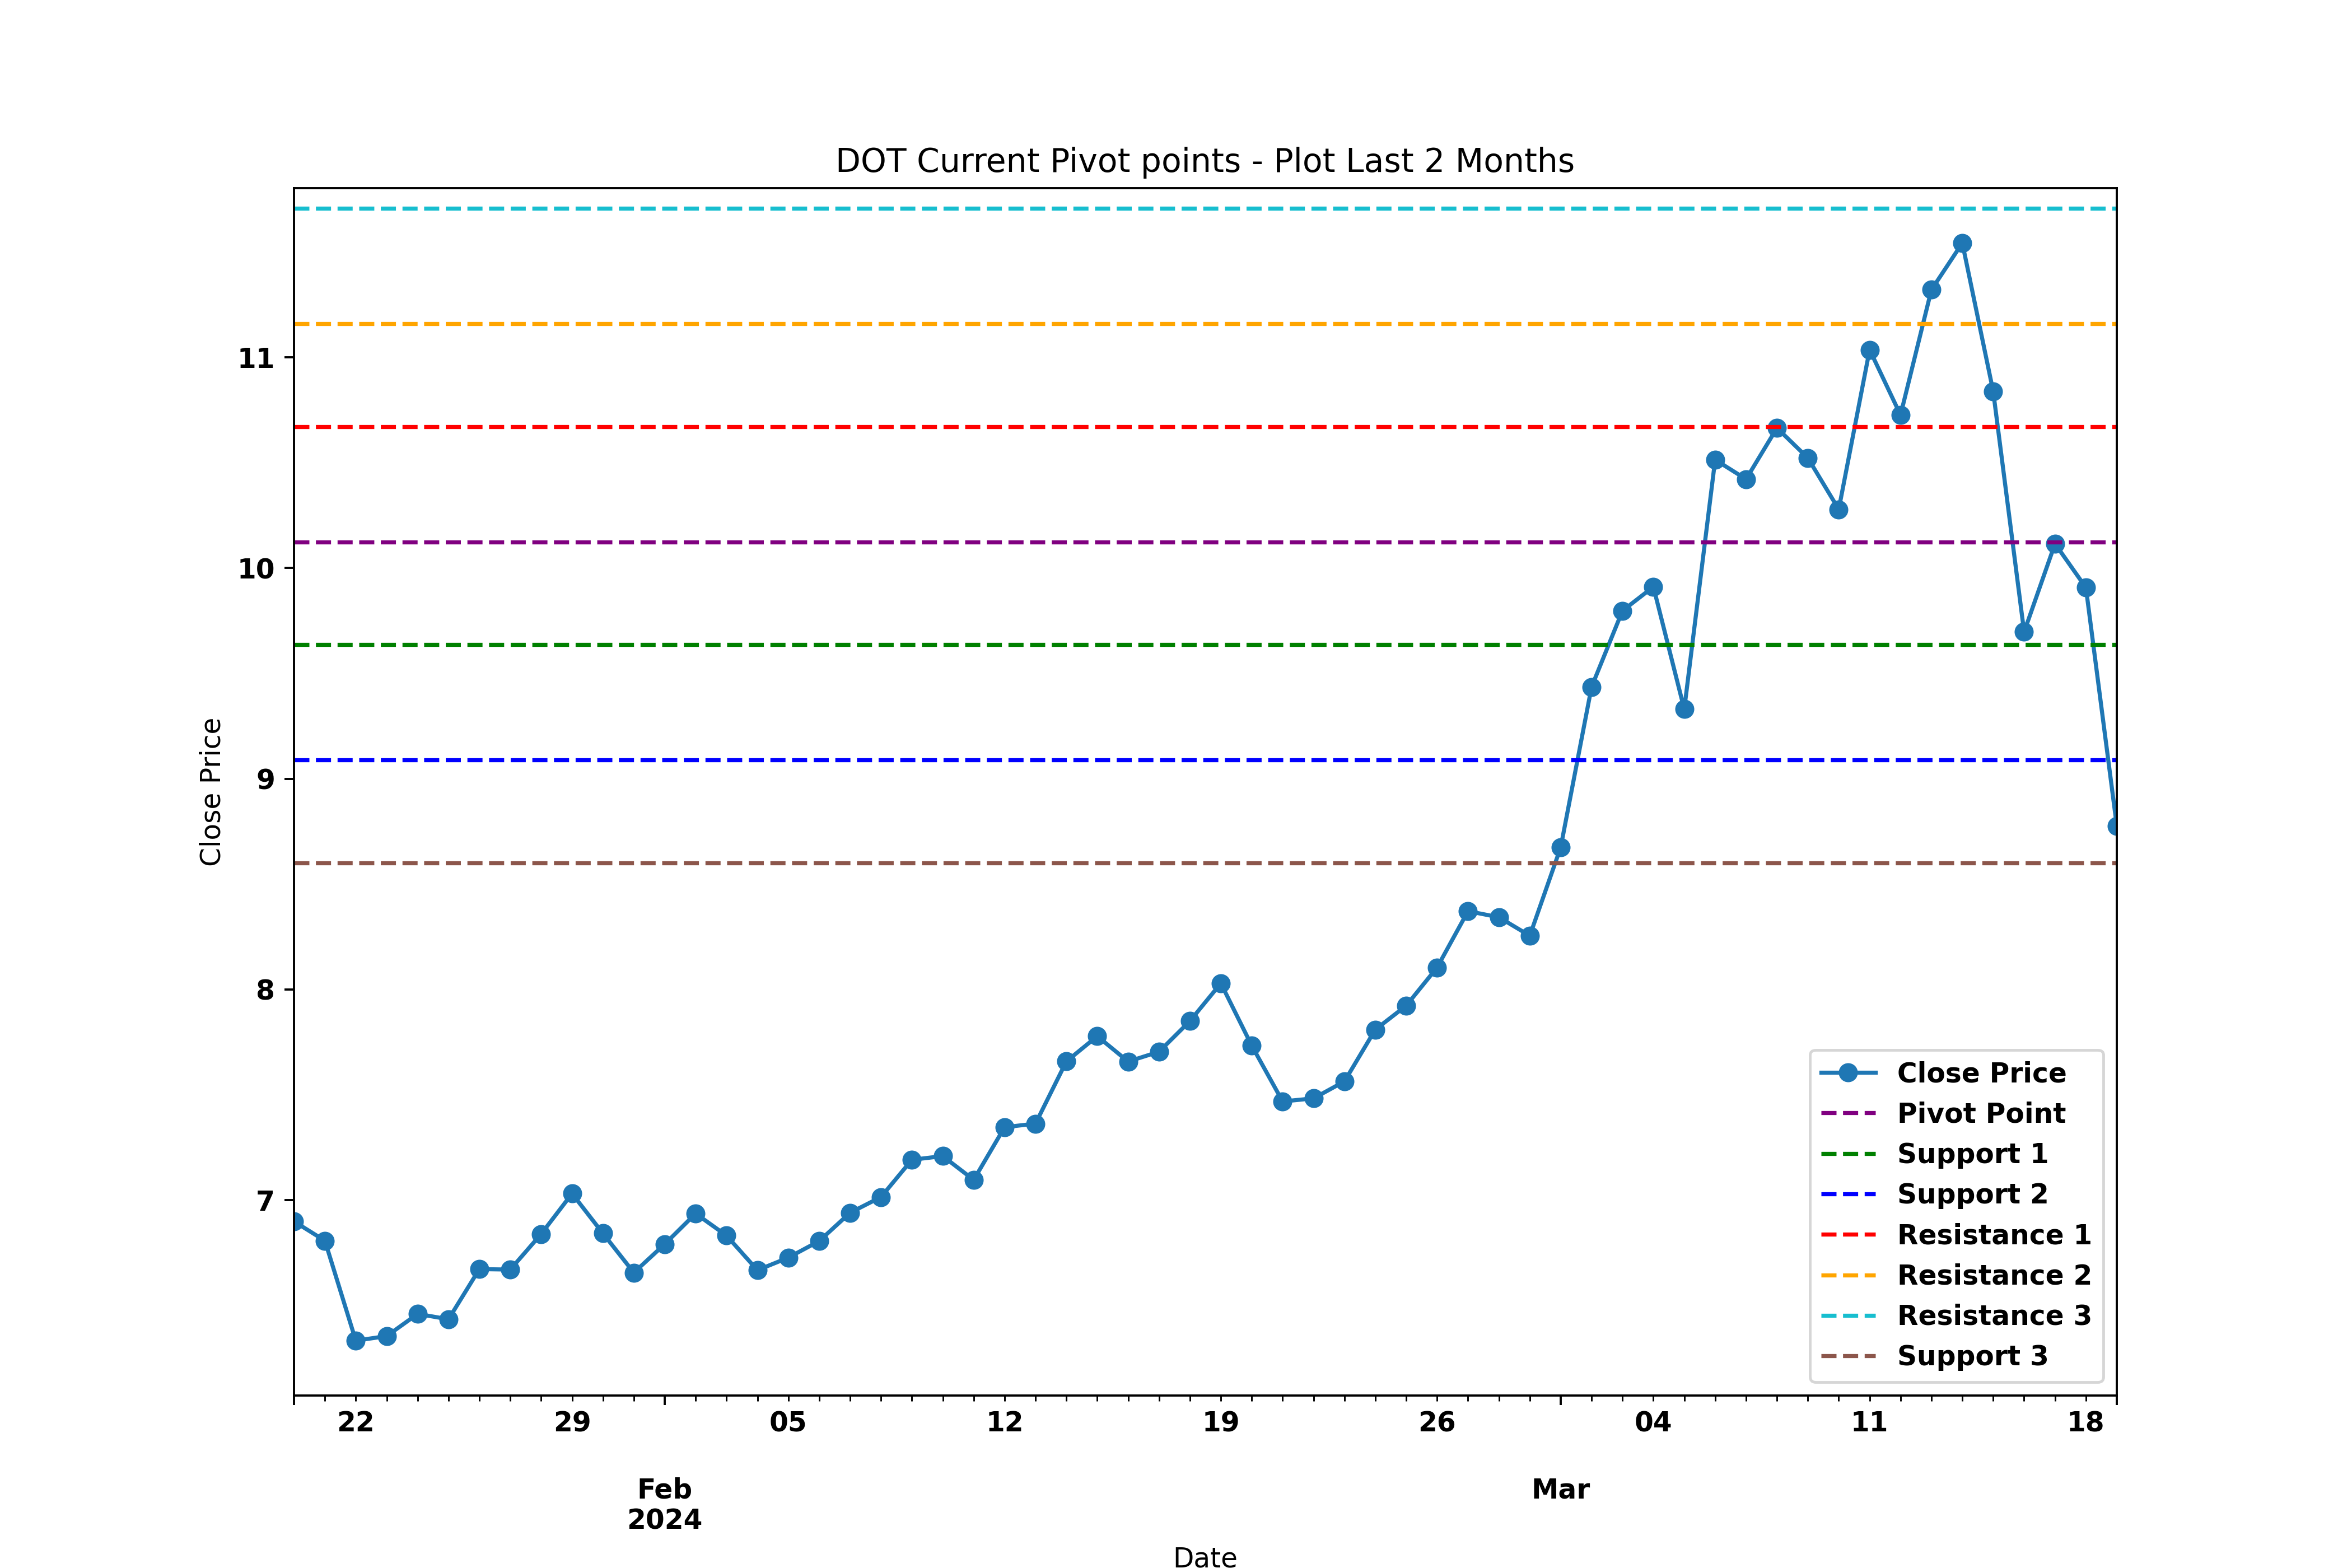 DOT Current Pivot points - Plot Last 2 Months
11
10
9
8
7
Close Price
Close Price
Pivot Point
Support 1
Support 2
Resistance 1
Resistance 2
Resistance 3
Support 3
22 29 05 12 19 26 04 11 18
Feb Mar
2024
Date